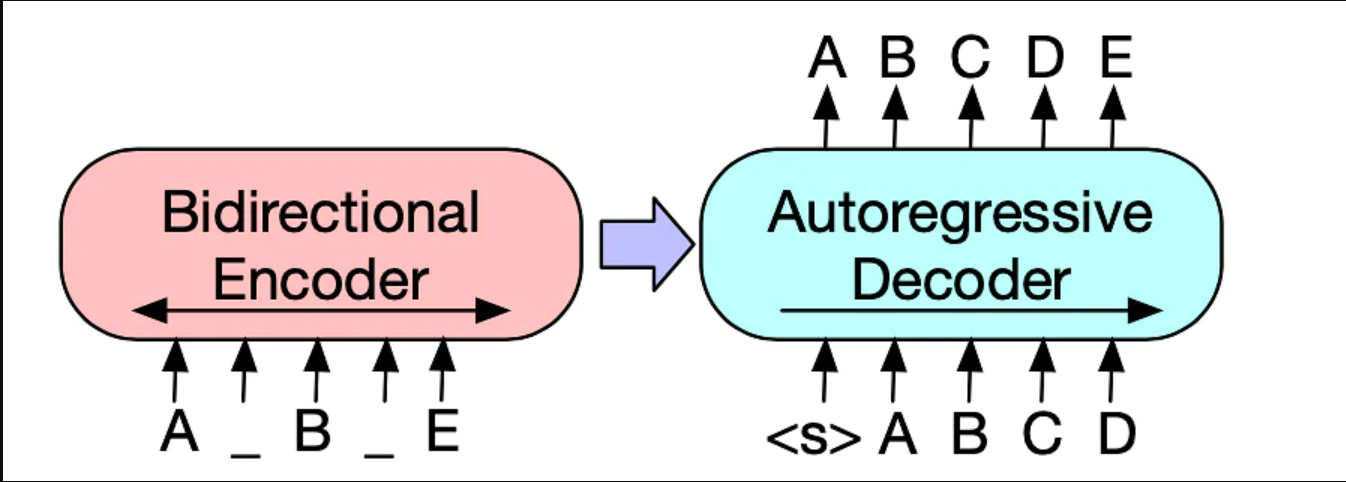 A B C D E
Bidirectional
Encoder
Autoregressive
Decoder
A _ B _ E
<s> A B C D